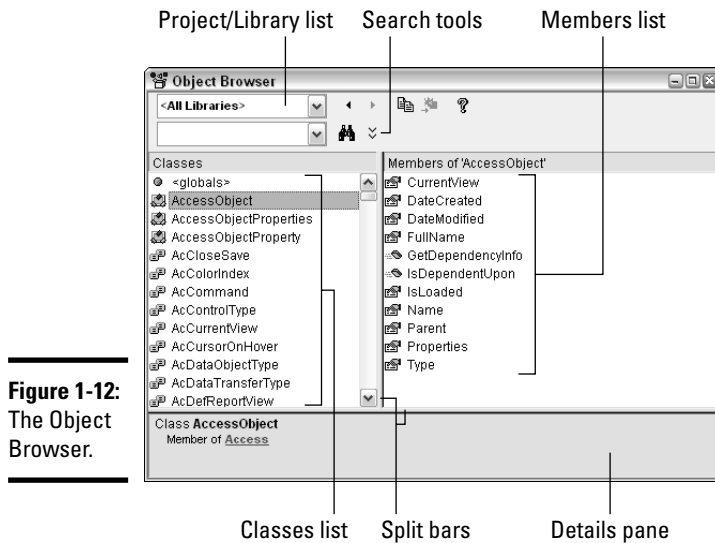 Project/Library list Search tools Members list
Object Browser
<All Libraries>
Classes
Members of 'AccessObject'
<globals>
AccessObject
AccessObjectProperties
AccessObjectProperty
AcCloseSave
AcColorIndex
AcCommand
AcControlType
AcCurrentView
AcCursorOnHover
AcDataObjectType
AcDataTransferType
AcDefReportView
CurrentView
DateCreated
DateModified
FullName
GetDependencyInfo
IsDependentUpon
IsLoaded
Name
Parent
Properties
Type
Class AccessObject
Member of Access
Figure 1-12:
The Object
Browser.
Classes list Split bars Details pane